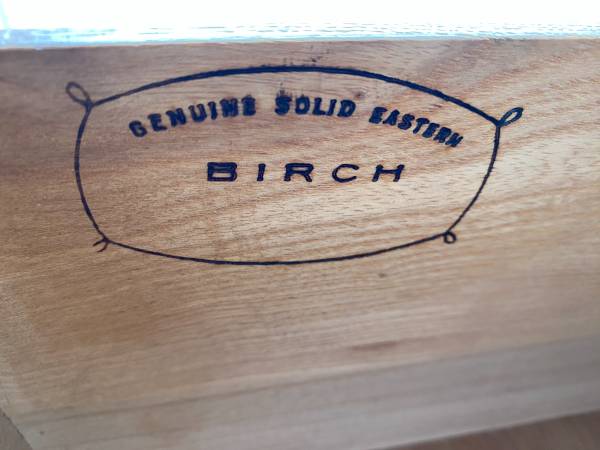 GENUINE SOLID EASTERN
BIRCH